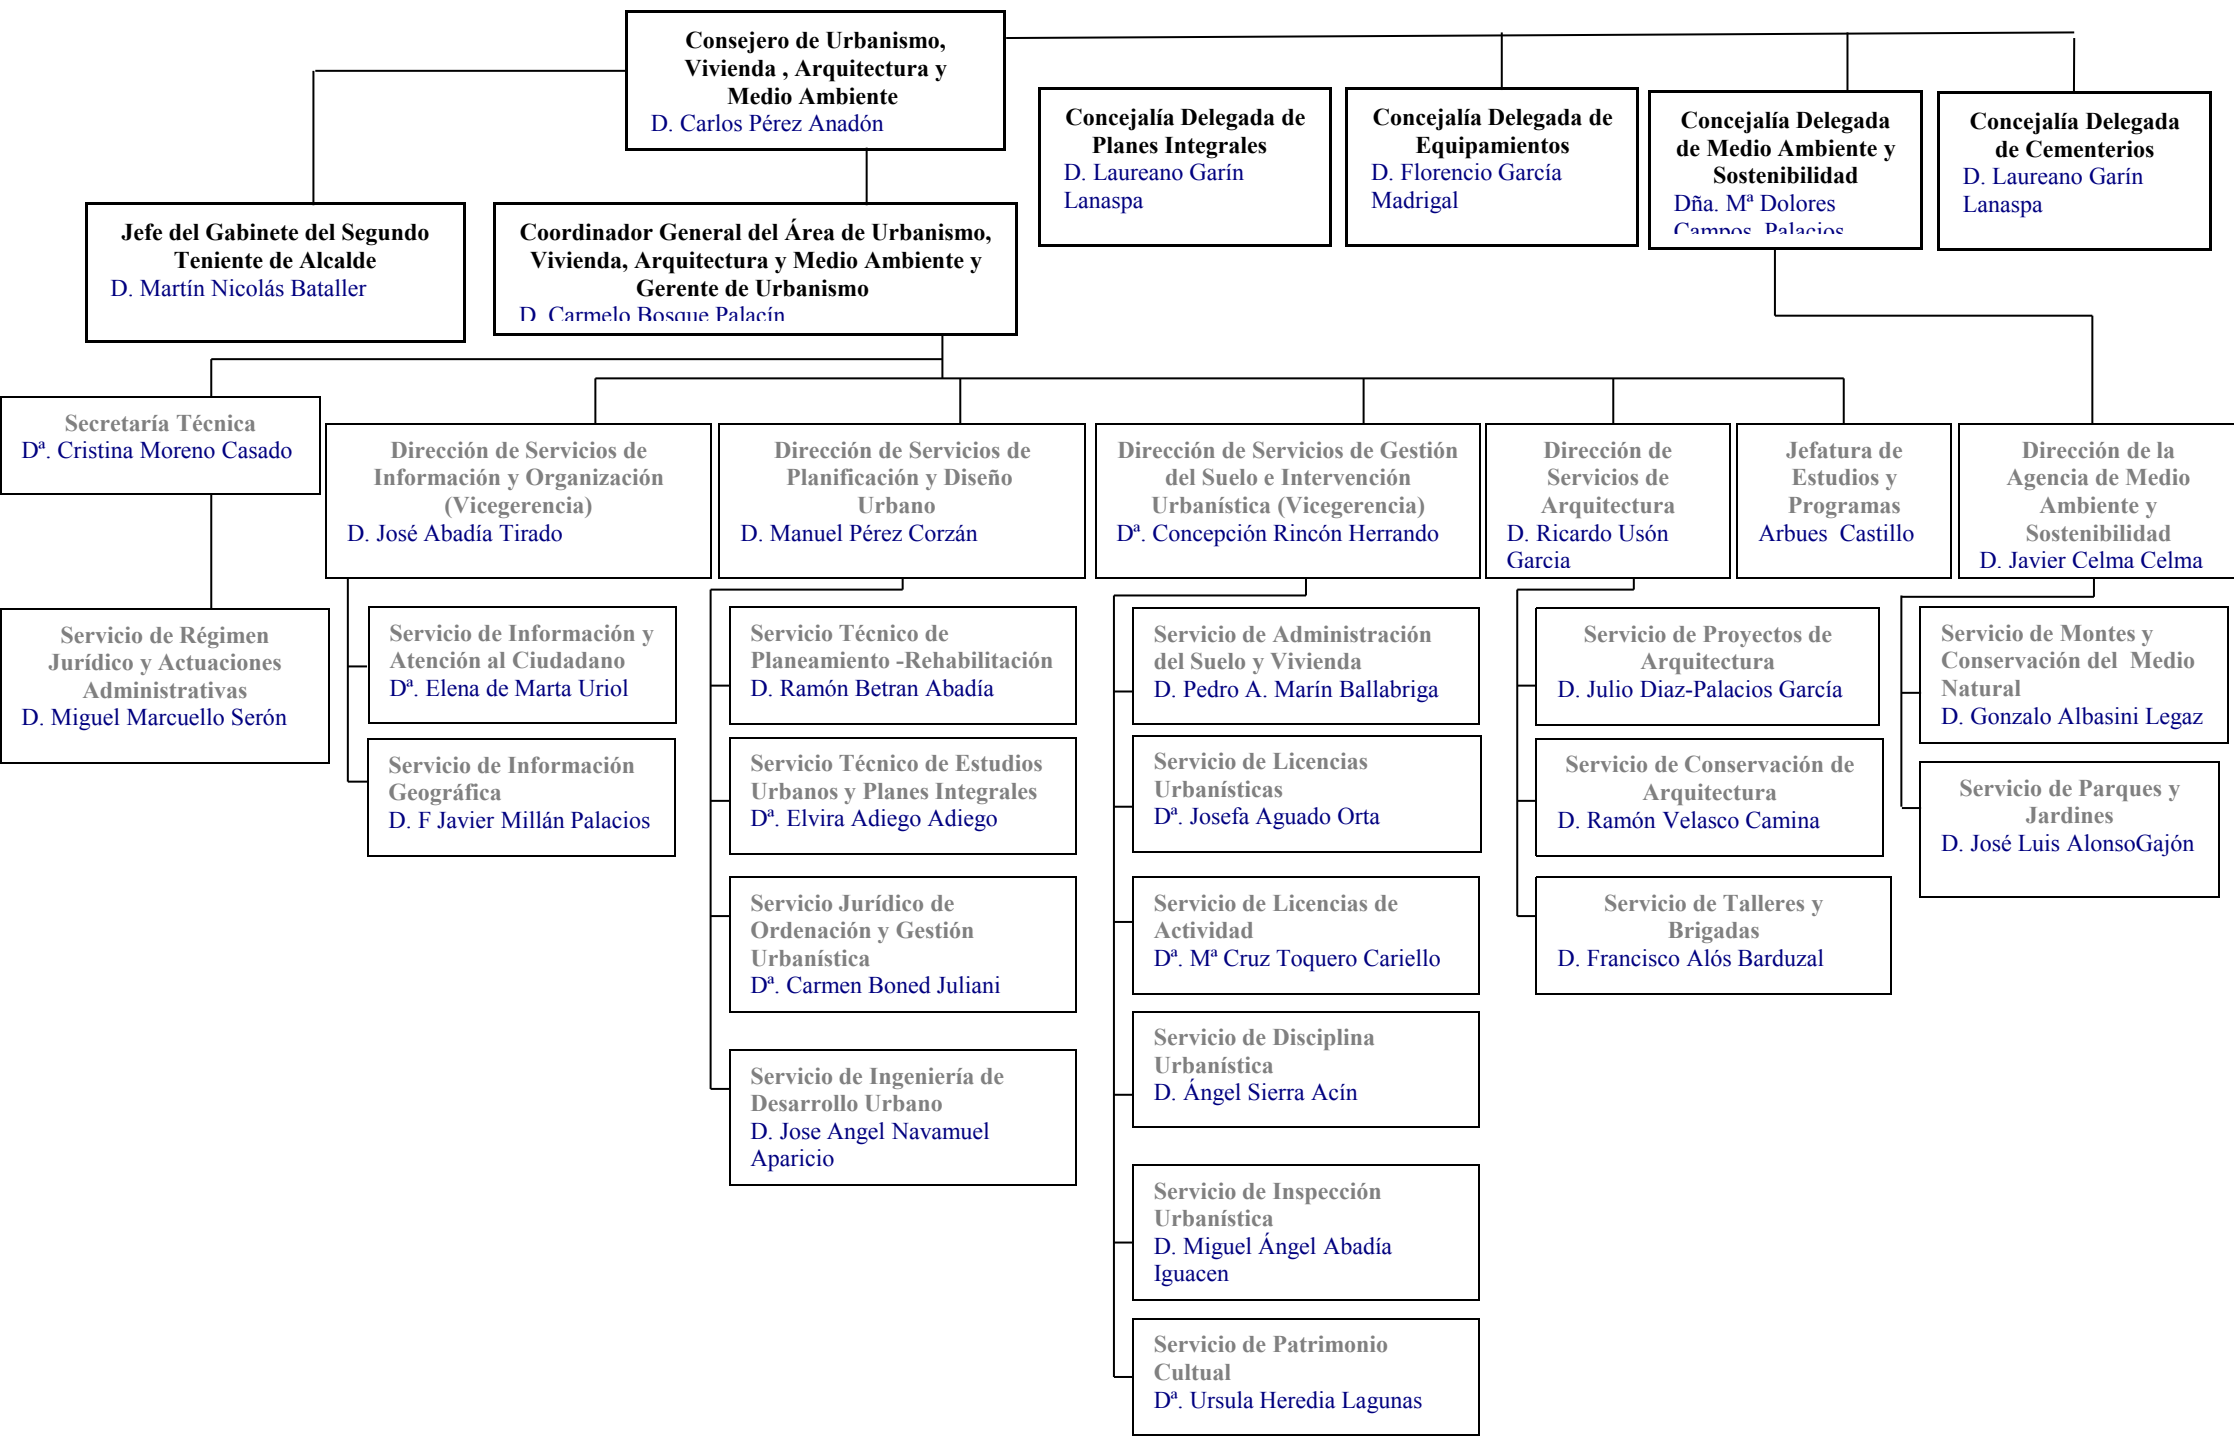 Consejero de Urbanismo,
Vivienda , Arquitectura y
Medio Ambiente
D. Carlos Pérez Anadón
Concejalía Delegada de
Planes Integrales
D. Laureano Garín
Lanaspa
Concejalía Delegada de
Equipamientos
D. Florencio García
Madrigal
Concejalía Delegada
de Medio Ambiente y
Sostenibilidad
Dña. Mª Dolores
Campos  Palacios
Concejalía Delegada
de Cementerios
D. Laureano Garín
Lanaspa
Jefe del Gabinete del Segundo
Teniente de Alcalde
D. Martín Nicolás Bataller
Coordinador General del Área de Urbanismo,
Vivienda, Arquitectura y Medio Ambiente y
Gerente de Urbanismo
D. Carmelo Bosque Palacín
Secretaría Técnica
Dª. Cristina Moreno Casado
Dirección de Servicios de
Información y Organización
(Vicegerencia)
D. José Abadía Tirado
Dirección de Servicios de
Planificación y Diseño
Urbano
D. Manuel Pérez Corzán
Dirección de Servicios de Gestión
del Suelo e Intervención
Urbanística (Vicegerencia)
Dª. Concepción Rincón Herrando
Dirección de
Servicios de
Arquitectura
D. Ricardo Usón
Garcia
Jefatura de
Estudios y
Programas
Arbues  Castillo
Dirección de la
Agencia de Medio
Ambiente y
Sostenibilidad
D. Javier Celma Celma
Servicio de Régimen
Jurídico y Actuaciones
Administrativas
D. Miguel Marcuello Serón
Servicio de Información y
Atención al Ciudadano
Dª. Elena de Marta Uriol
Servicio de Información
Geográfica
D. F Javier Millán Palacios
Servicio Técnico de
Planeamiento -Rehabilitación
D. Ramón Betran Abadía
Servicio Técnico de Estudios
Urbanos y Planes Integrales
Dª. Elvira Adiego Adiego
Servicio Jurídico de
Ordenación y Gestión
Urbanística
Dª. Carmen Boned Juliani
Servicio de Ingeniería de
Desarrollo Urbano
D. Jose Angel Navamuel
Aparicio
Servicio de Administración
del Suelo y Vivienda
D. Pedro A. Marín Ballabriga
Servicio de Licencias
Urbanísticas
Dª. Josefa Aguado Orta
Servicio de Licencias de
Actividad
Dª. Mª Cruz Toquero Cariello
Servicio de Disciplina
Urbanística
D. Ángel Sierra Acín
Servicio de Inspección
Urbanística
D. Miguel Ángel Abadía
Iguacen
Servicio de Patrimonio
Cultual
Dª. Ursula Heredia Lagunas
Servicio de Proyectos de
Arquitectura
D. Julio Diaz-Palacios García
Servicio de Conservación de
Arquitectura
D. Ramón Velasco Camina
Servicio de Talleres y
Brigadas
D. Francisco Alós Barduzal
Servicio de Montes y
Conservación del  Medio
Natural
D. Gonzalo Albasini Legaz
Servicio de Parques y
Jardines
D. José Luis AlonsoGajón